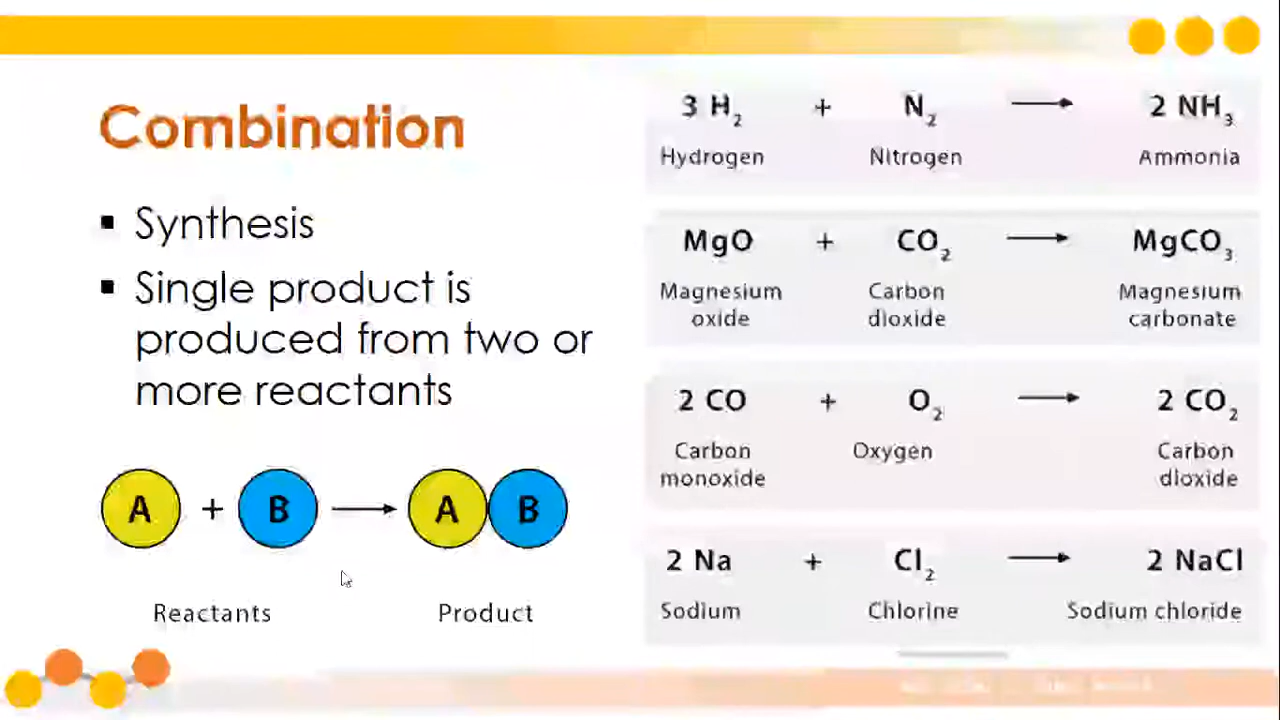 Combination
▪ Synthesis
▪ Single product is
produced from two or
more reactants
A + B → A B
Reactants Product
3 H₂ + N₂ → 2 NH₃
Hydrogen Nitrogen Ammonia
MgO + CO₂ → MgCO₃
Magnesium Carbon Magnesium
oxide dioxide carbonate
2 CO + O₂ → 2 CO₂
Carbon Oxygen Carbon
monoxide dioxide
2 Na + Cl₂ → 2 NaCl
Sodium Chlorine Sodium chloride